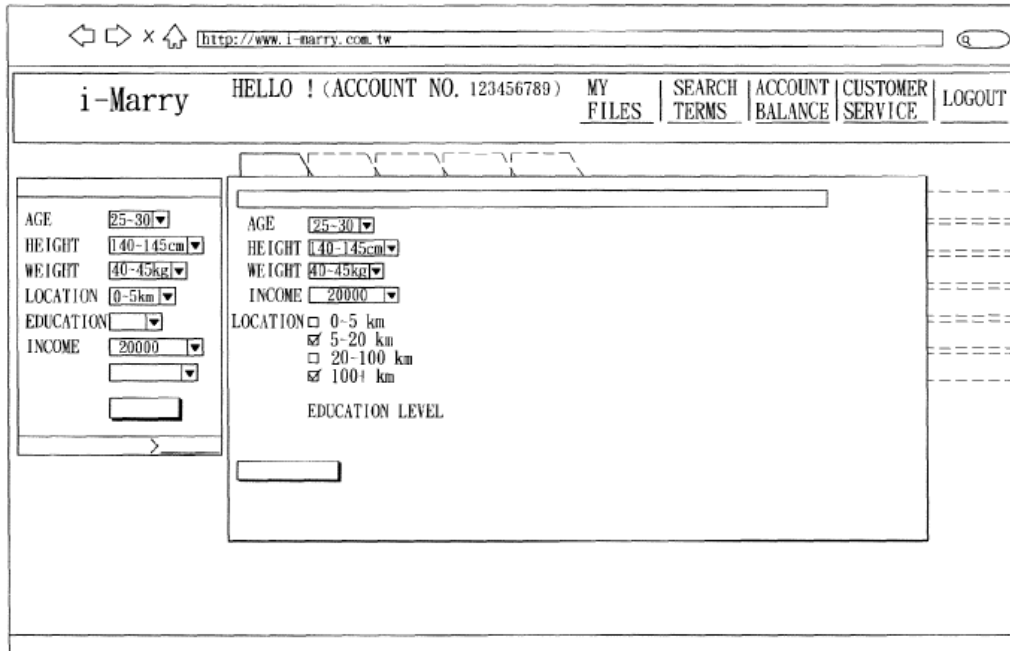 http://www.i-marry.com.tw
i-Marry
HELLO ! (ACCOUNT NO. 123456789)
MY FILES
SEARCH TERMS
ACCOUNT BALANCE
CUSTOMER SERVICE
LOGOUT
AGE 25~30
HEIGHT 140~145cm
WEIGHT 40~45kg
LOCATION 0~5km
EDUCATION
INCOME 20000
AGE 25~30
HEIGHT 140~145cm
WEIGHT 40~45kg
INCOME 20000
LOCATION 0~5 km
5~20 km
20~100 km
100+ km
EDUCATION LEVEL